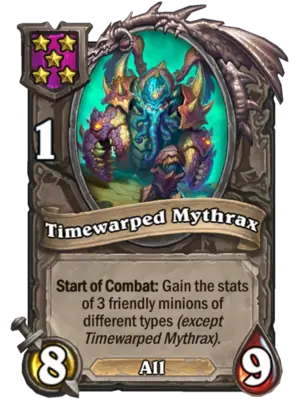 1
Timewarped Mythrax
Start of Combat: Gain the stats
of 3 friendly minions of
different types (except
Timewarped Mythrax).
8
All
9